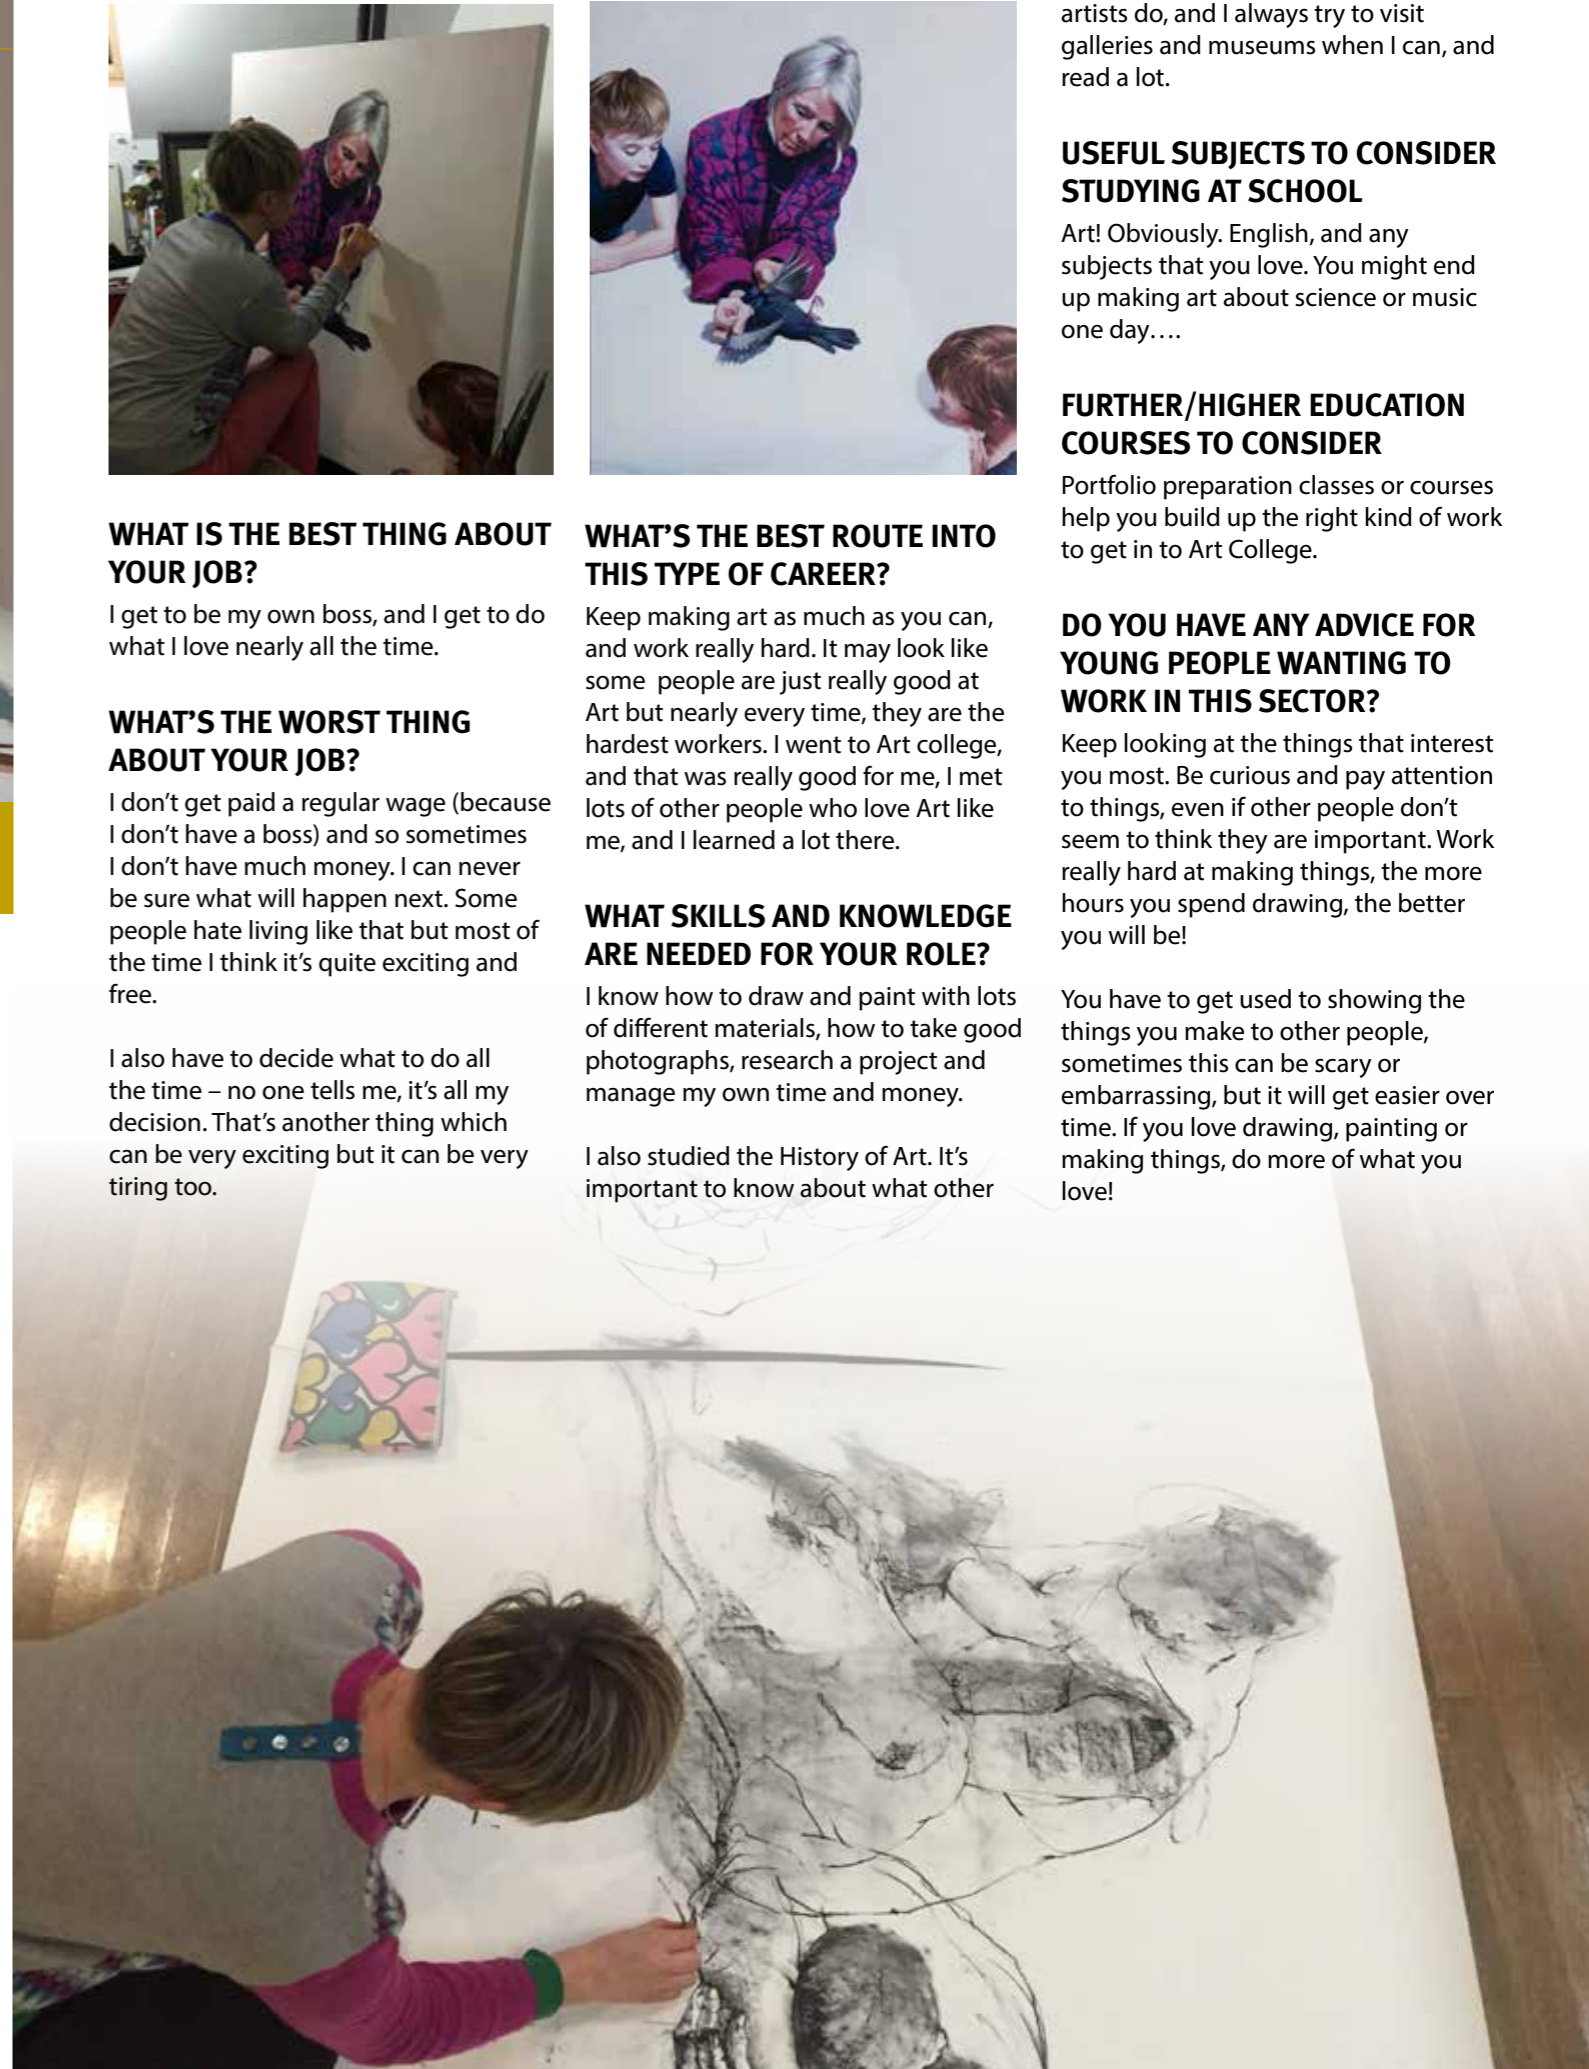 WHAT IS THE BEST THING ABOUT
YOUR JOB?
I get to be my own boss, and I get to do
what I love nearly all the time.
WHAT’S THE WORST THING
ABOUT YOUR JOB?
I don’t get paid a regular wage (because
I don’t have a boss) and so sometimes
I don’t have much money. I can never
be sure what will happen next. Some
people hate living like that but most of
the time I think it’s quite exciting and
free.
I also have to decide what to do all
the time – no one tells me, it’s all my
decision. That’s another thing which
can be very exciting but it can be very
tiring too.
WHAT’S THE BEST ROUTE INTO
THIS TYPE OF CAREER?
Keep making art as much as you can,
and work really hard. It may look like
some  people are just really good at
Art but nearly every time, they are the
hardest workers. I went to Art college,
and that was really good for me, I met
lots of other people who love Art like
me, and I learned a lot there.
WHAT SKILLS AND KNOWLEDGE
ARE NEEDED FOR YOUR ROLE?
I know how to draw and paint with lots
of different materials, how to take good
photographs, research a project and
manage my own time and money.
I also studied the History of Art. It’s
important to know about what other
artists do, and I always try to visit
galleries and museums when I can, and
read a lot.
USEFUL SUBJECTS TO CONSIDER
STUDYING AT SCHOOL
Art! Obviously. English, and any
subjects that you love. You might end
up making art about science or music
one day….
FURTHER/HIGHER EDUCATION
COURSES TO CONSIDER
Portfolio preparation classes or courses
help you build up the right kind of work
to get in to Art College.
DO YOU HAVE ANY ADVICE FOR
YOUNG PEOPLE WANTING TO
WORK IN THIS SECTOR?
Keep looking at the things that interest
you most. Be curious and pay attention
to things, even if other people don’t
seem to think they are important. Work
really hard at making things, the more
hours you spend drawing, the better
you will be!
You have to get used to showing the
things you make to other people,
sometimes this can be scary or
embarrassing, but it will get easier over
time. If you love drawing, painting or
making things, do more of what you
love!